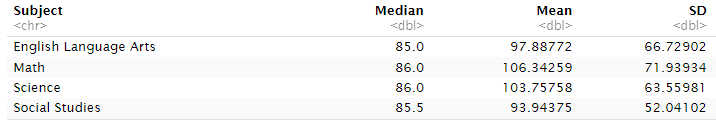 Subject Median Mean SD
<chr> <dbl> <dbl> <dbl>
English Language Arts 85.0 97.88772 66.72902
Math 86.0 106.34259 71.93934
Science 86.0 103.75758 63.55981
Social Studies 85.5 93.94375 52.04102